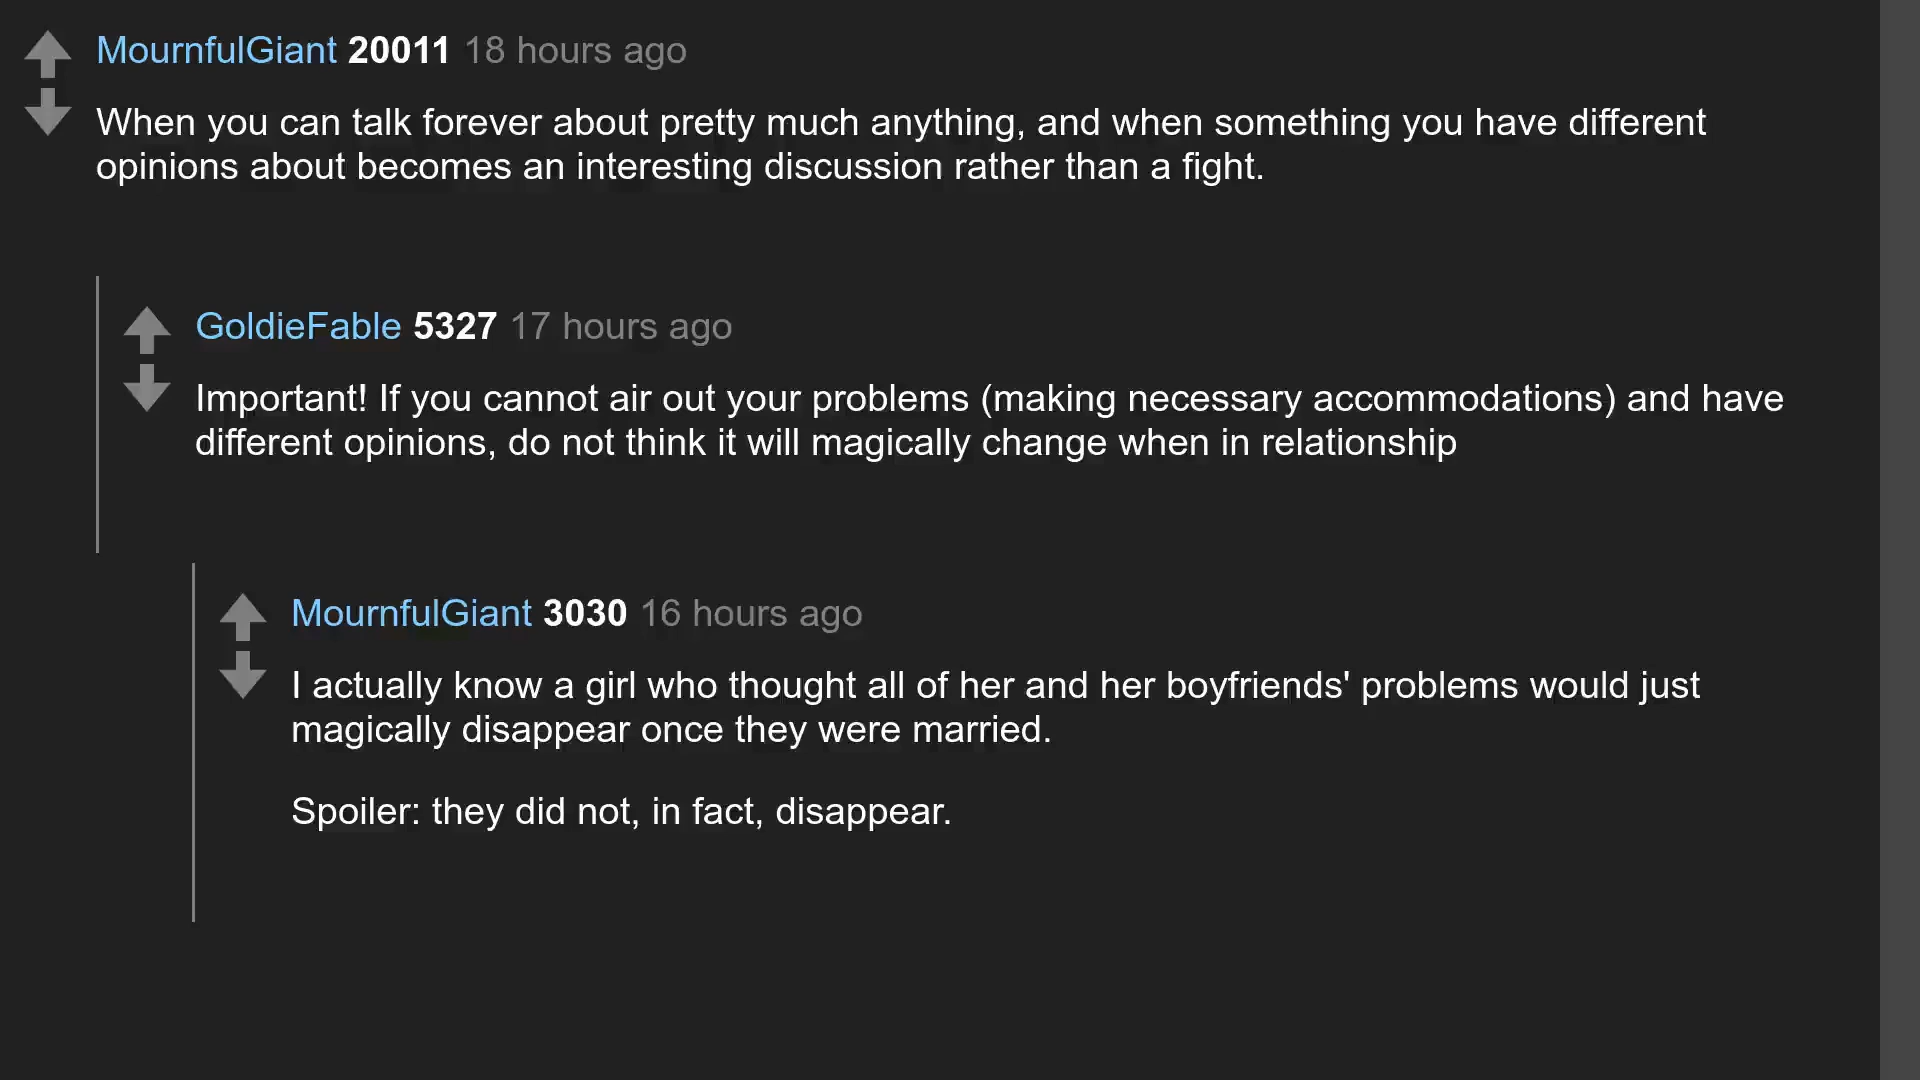 MournfulGiant 20011 18 hours ago
When you can talk forever about pretty much anything, and when something you have different
opinions about becomes an interesting discussion rather than a fight.
GoldieFable 5327 17 hours ago
Important! If you cannot air out your problems (making necessary accommodations) and have
different opinions, do not think it will magically change when in relationship
MournfulGiant 3030 16 hours ago
I actually know a girl who thought all of her and her boyfriends' problems would just
magically disappear once they were married.
Spoiler: they did not, in fact, disappear.